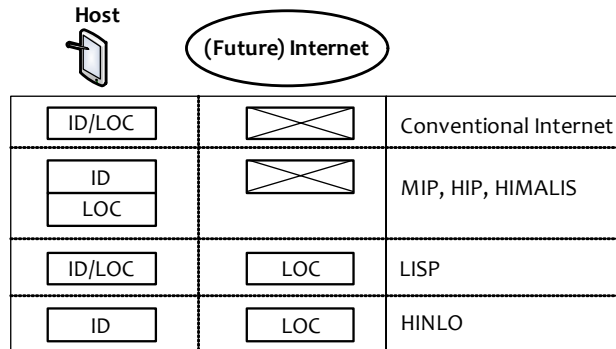 Host
(Future) Internet
ID/LOC
Conventional Internet
ID
LOC
MIP, HIP, HIMALIS
ID/LOC
LOC
LISP
ID
LOC
HINLO